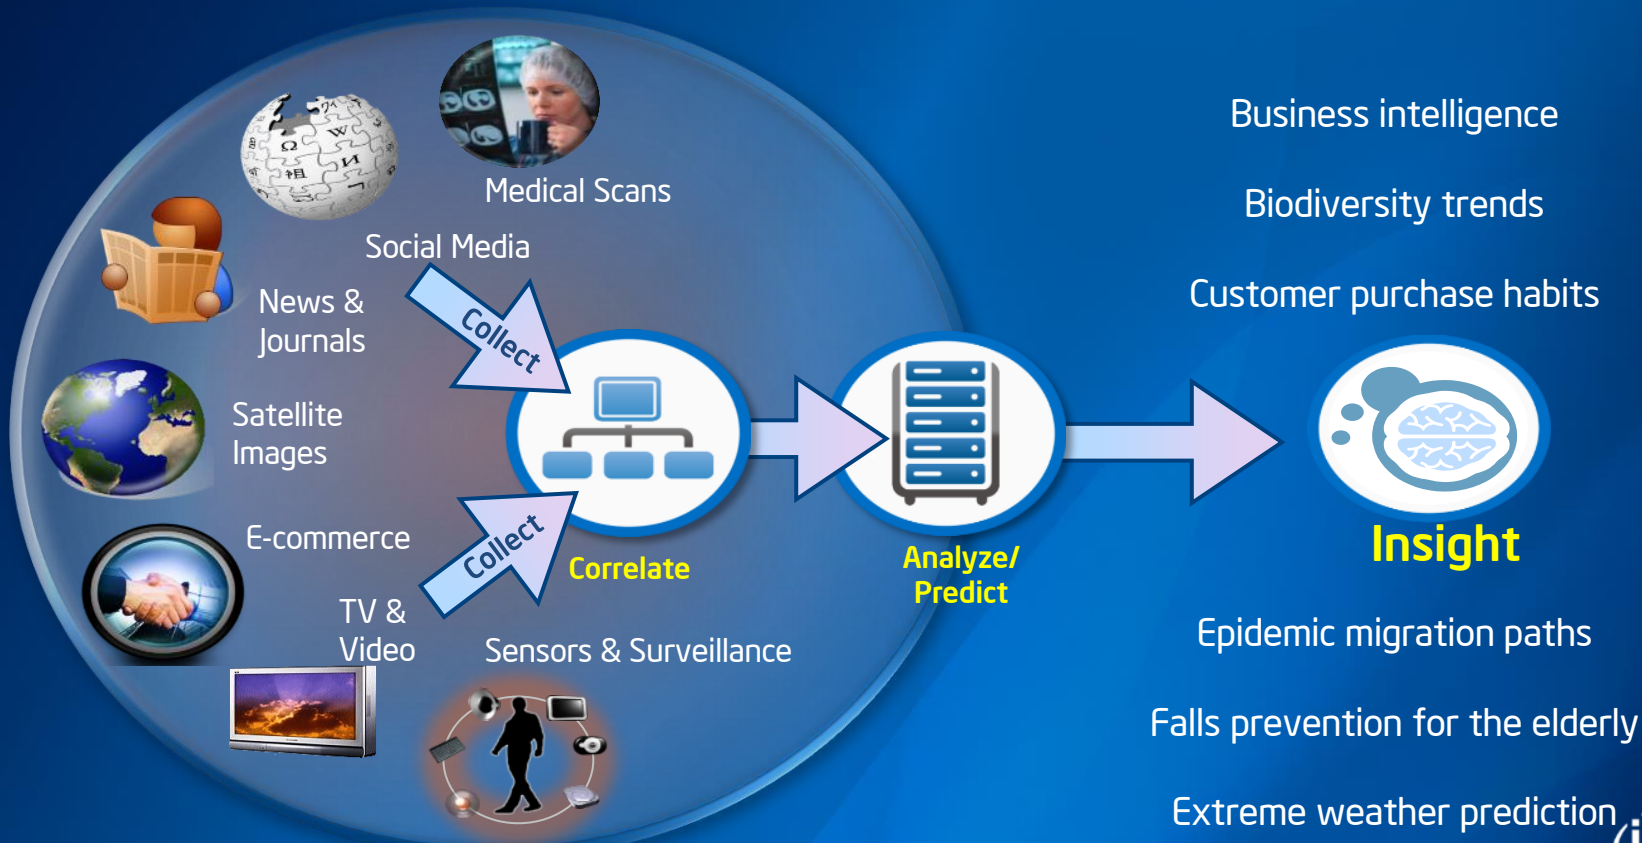 Medical Scans
Social Media
News &
Journals
Satellite
Images
E-commerce
TV &
Video
Sensors & Surveillance
Collect
Collect
Correlate
Analyze/
Predict
Business intelligence
Biodiversity trends
Customer purchase habits
Insight
Epidemic migration paths
Falls prevention for the elderly
Extreme weather prediction